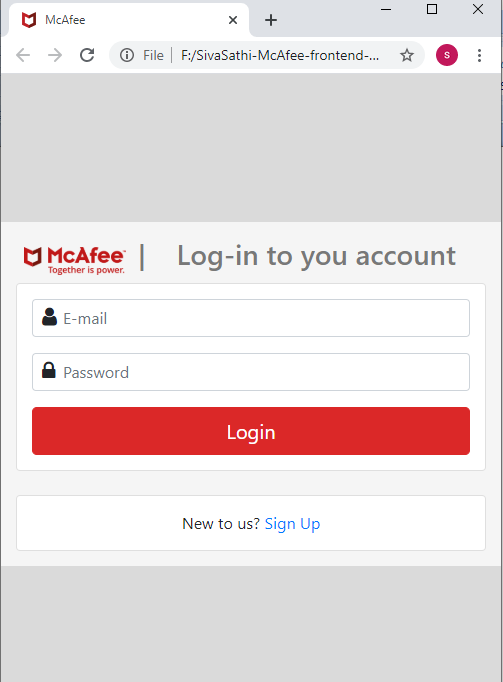 McAfee
File | F:/SivaSathi-McAfee-frontend-...
S
McAfee™ | Log-in to you account
Together is power.
E-mail
Password
Login
New to us? Sign Up